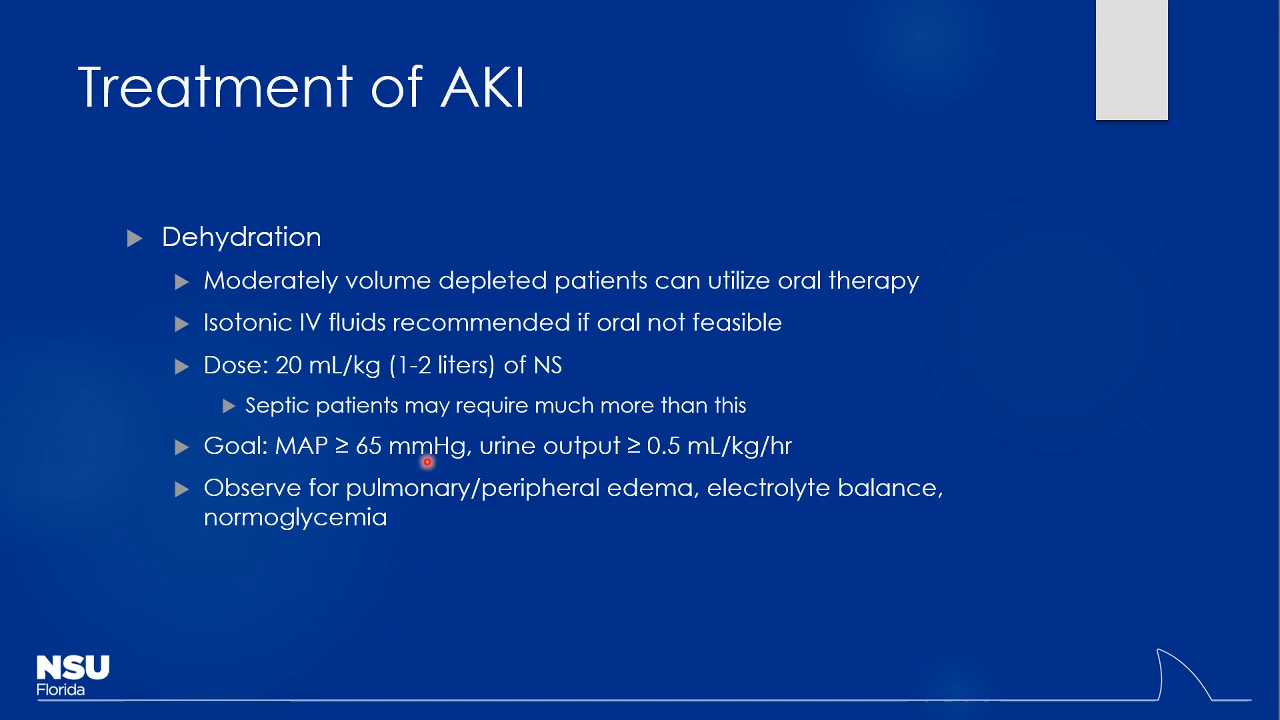 Treatment of AKI
Dehydration
Moderately volume depleted patients can utilize oral therapy
Isotonic IV fluids recommended if oral not feasible
Dose: 20 mL/kg (1-2 liters) of NS
Septic patients may require much more than this
Goal: MAP ≥ 65 mmHg, urine output ≥ 0.5 mL/kg/hr
Observe for pulmonary/peripheral edema, electrolyte balance,
normoglycemia
NSU
Florida